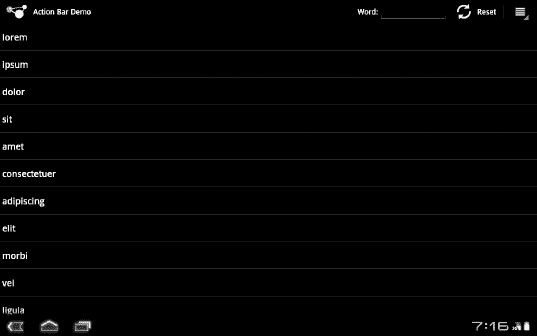 Action Bar Demo Word: Reset
lorem
ipsum
dolor
sit
amet
consectetuer
adipiscing
elit
morbi
vel
ligula
7:16